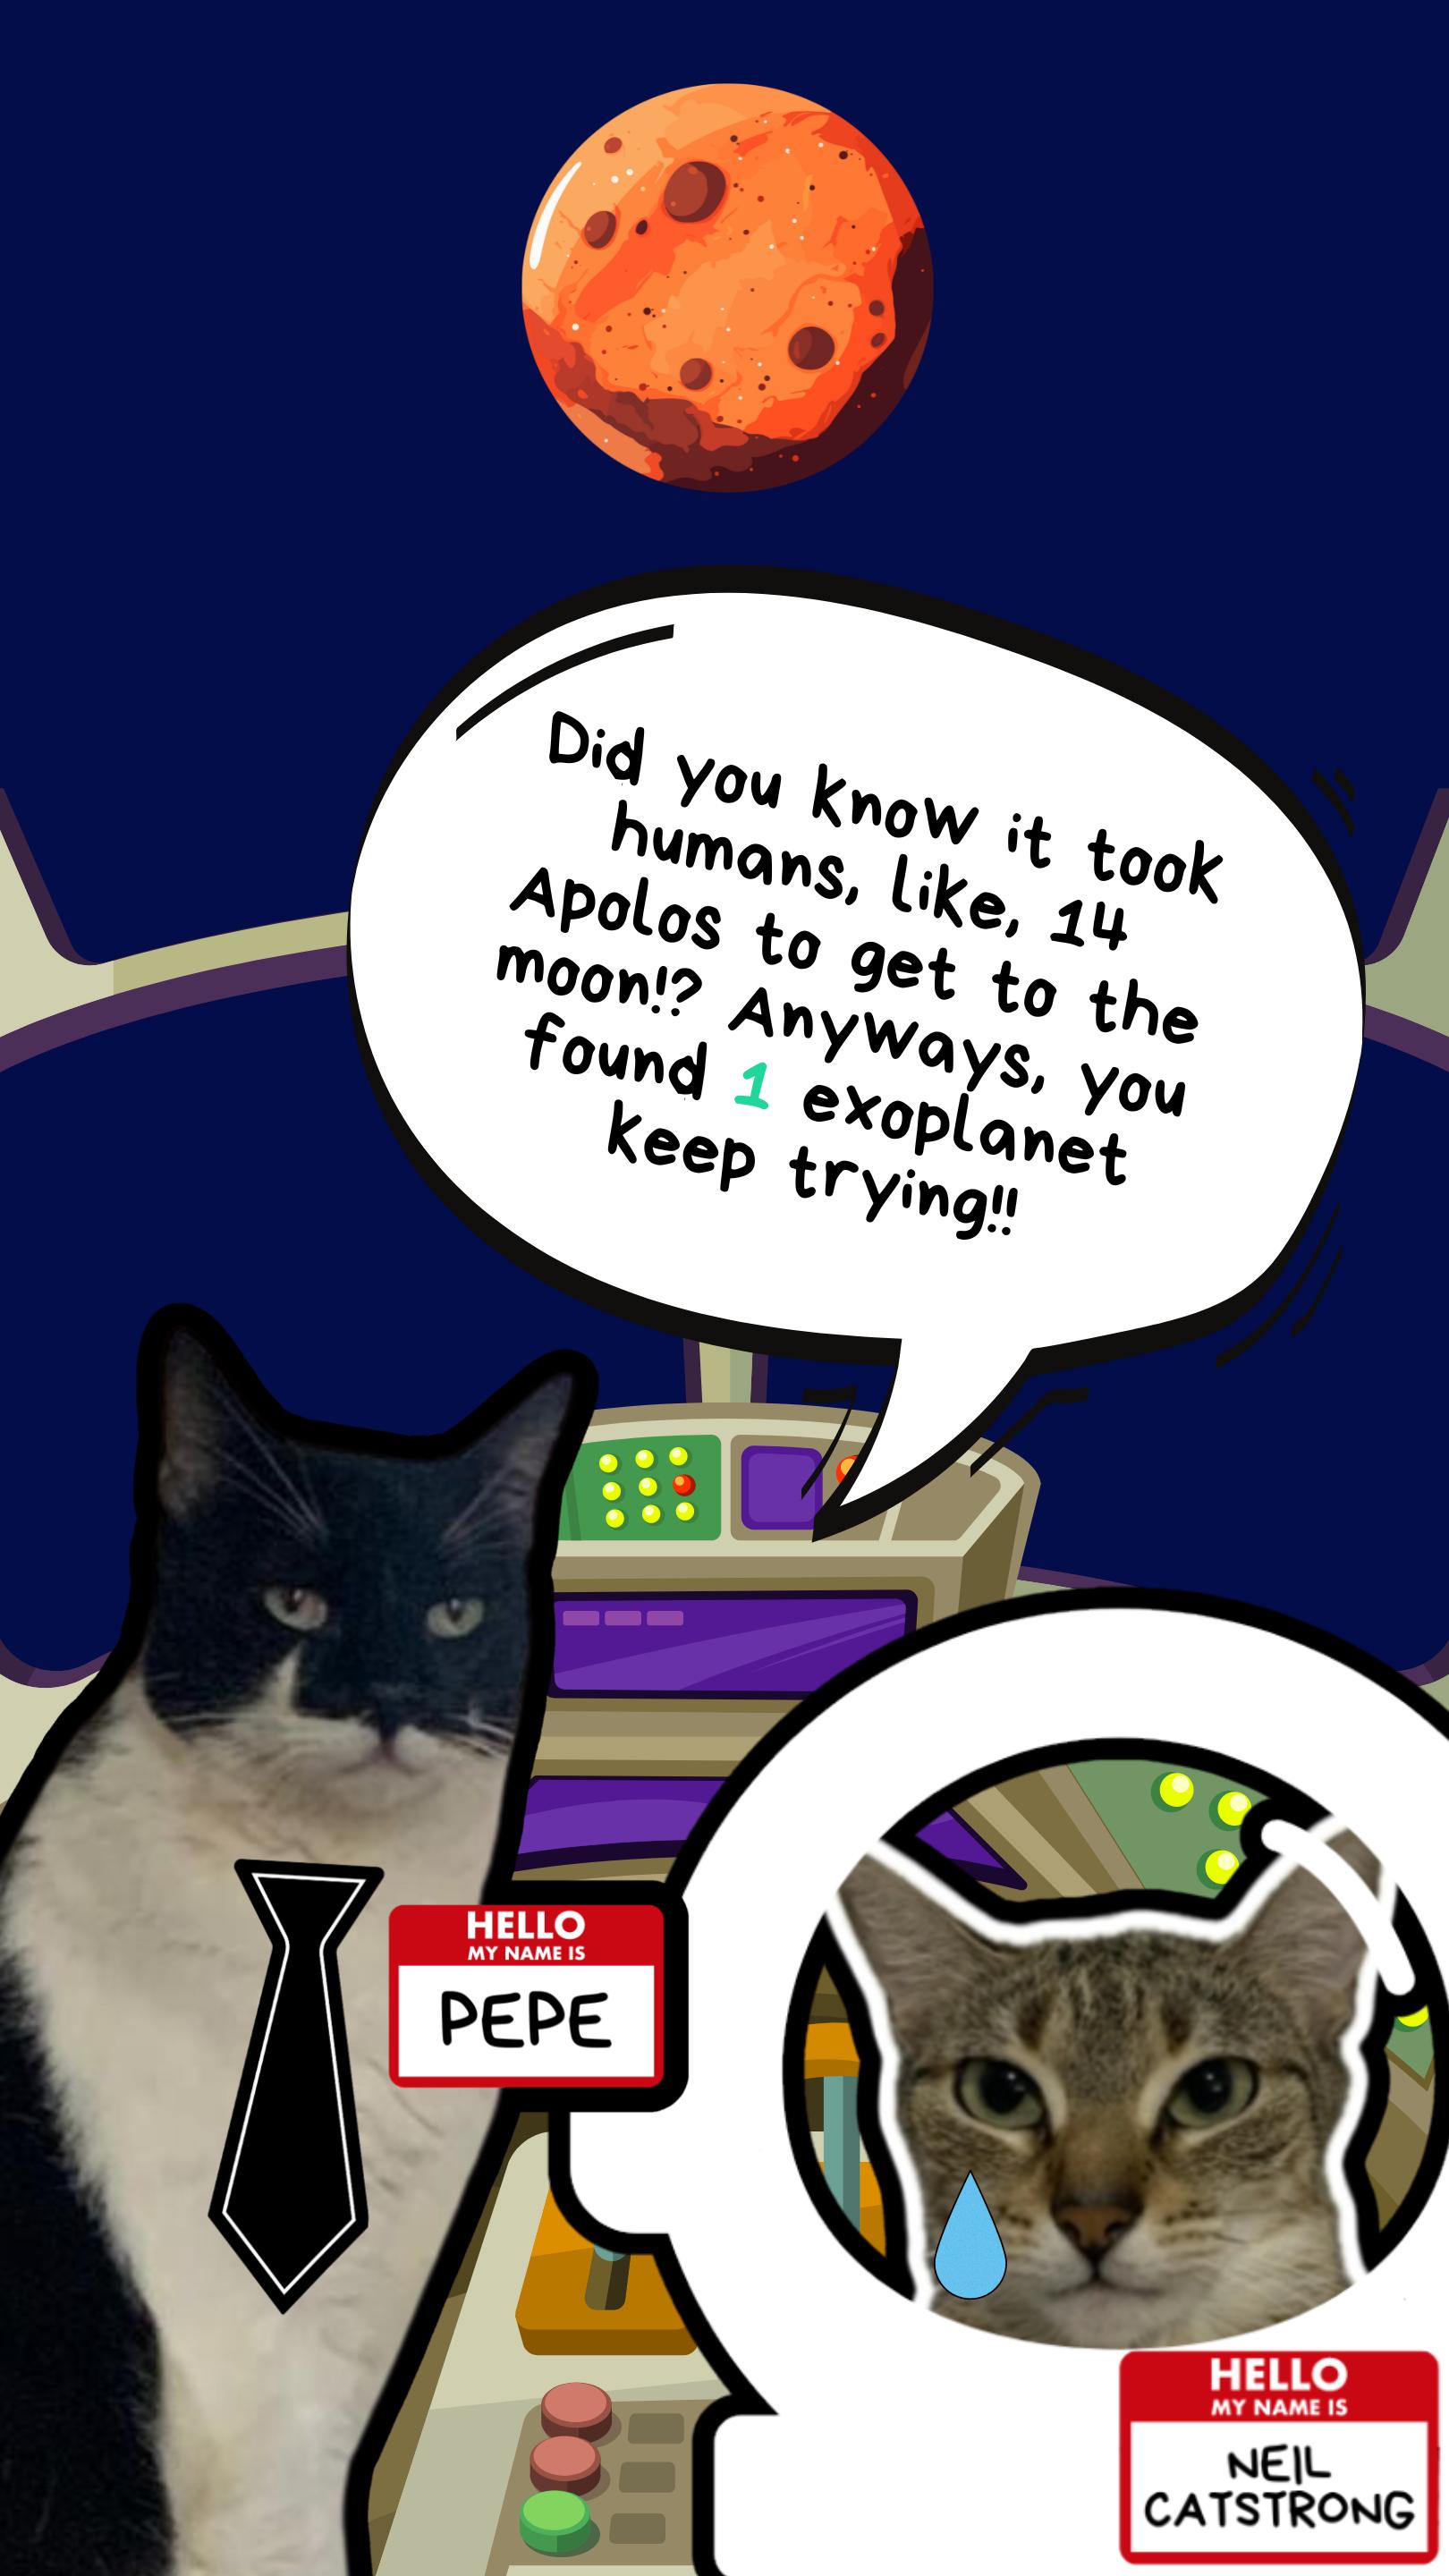 Did you know it took
humans, like, 14
Apolos to get to the
moon!? Anyways, you
found 1 exoplanet
keep trying!!
HELLO
MY NAME IS
PEPE
HELLO
MY NAME IS
NEIL
CATSTRONG